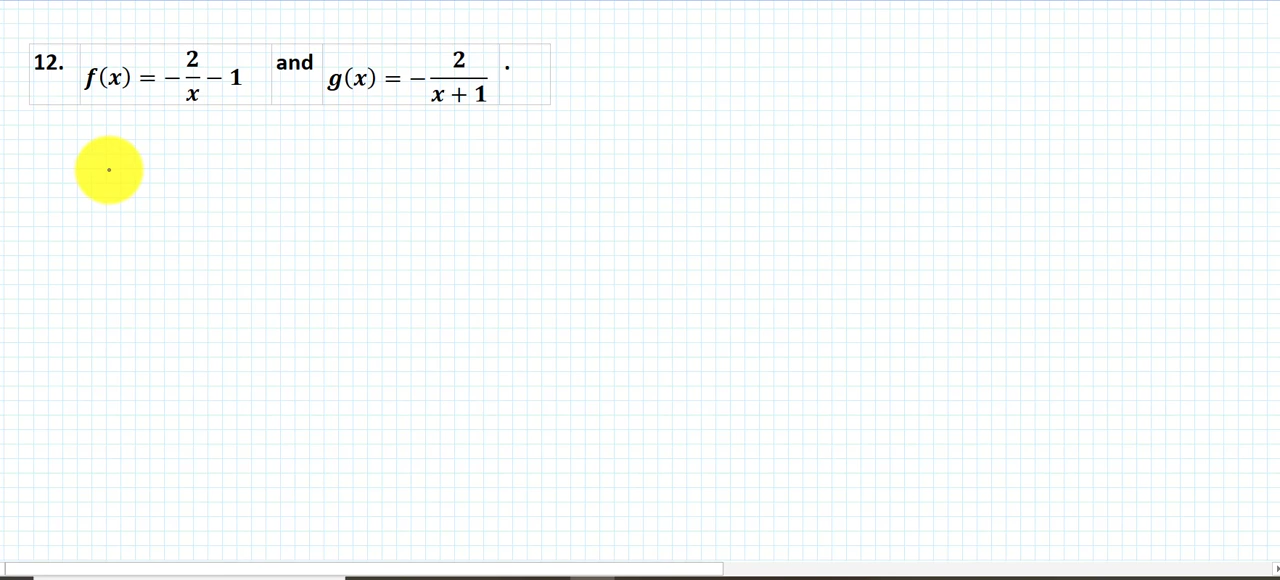 12. f(x) = −2/x − 1 and g(x) = −2/(x + 1) .